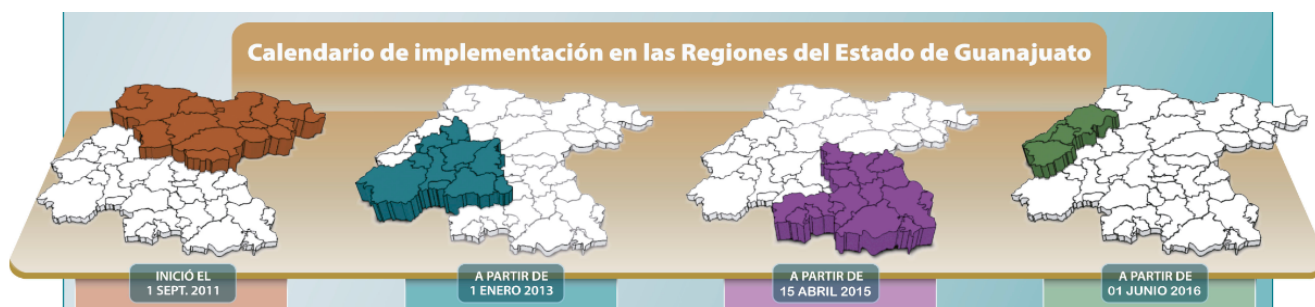 Calendario de implementación en las Regiones del Estado de Guanajuato
INICIÓ EL
1 SEPT. 2011
A PARTIR DE
1 ENERO 2013
A PARTIR DE
15 ABRIL 2015
A PARTIR DE
01 JUNIO 2016